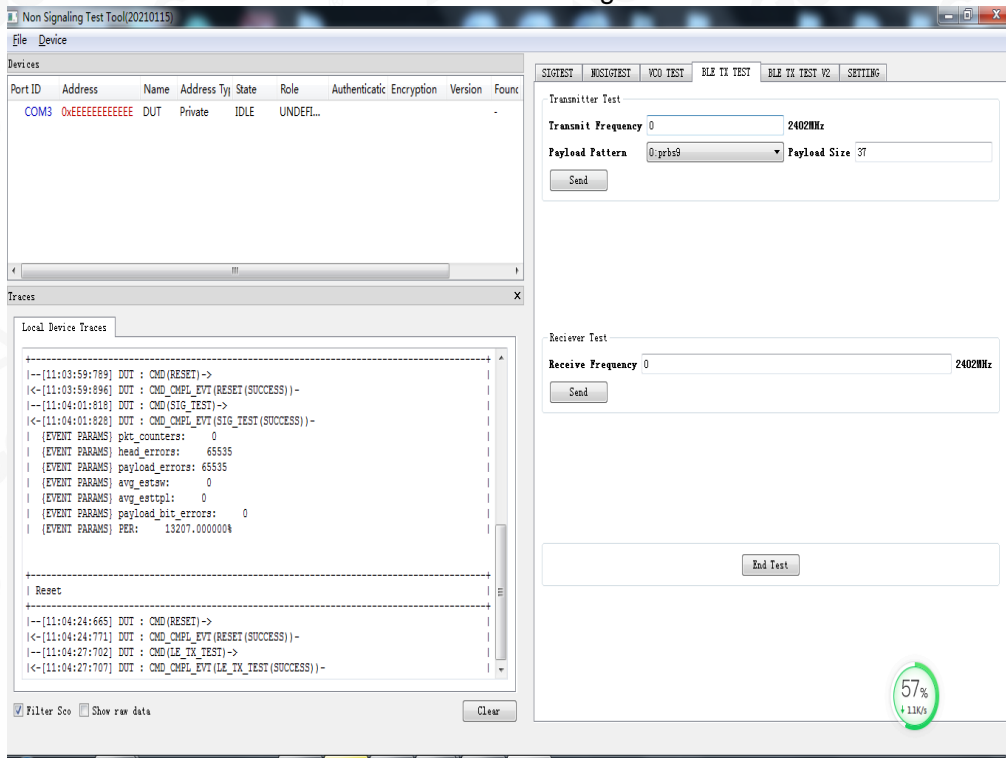 Non Signaling Test Tool(20210115)
File Device
Devices
Port ID Address Name Address Ty State Role Authenticatic Encryption Version Found
COM3 0xEEEEEEEEEEEE DUT Private IDLE UNDEFI... -
Traces
Local Device Traces
+------------------------------------------------------------------------+
|--[11:03:59:789] DUT : CMD(RESET)-> |
|<-[11:03:59:896] DUT : CMD_CMPL_EVT(RESET(SUCCESS))- |
|--[11:04:01:818] DUT : CMD(SIG_TEST)-> |
|<-[11:04:01:828] DUT : CMD_CMPL_EVT(SIG_TEST(SUCCESS))- |
| {EVENT PARAMS} pkt_counters: 0 |
| {EVENT PARAMS} head_errors: 65535 |
| {EVENT PARAMS} payload_errors: 65535 |
| {EVENT PARAMS} avg_estsw: 0 |
| {EVENT PARAMS} avg_esttpl: 0 |
| {EVENT PARAMS} payload_bit_errors: 0 |
| {EVENT PARAMS} PER: 13207.000000% |
+------------------------------------------------------------------------+
| Reset |
+------------------------------------------------------------------------+
|--[11:04:24:665] DUT : CMD(RESET)-> |
|<-[11:04:24:771] DUT : CMD_CMPL_EVT(RESET(SUCCESS))- |
|--[11:04:27:702] DUT : CMD(LE_TX_TEST)-> |
|<-[11:04:27:707] DUT : CMD_CMPL_EVT(LE_TX_TEST(SUCCESS))- |
Filter Sco Show raw data Clear
SIGTEST NOSIGTEST VCO TEST BLE TX TEST BLE TX TEST V2 SETTING
Transmitter Test
Transmit Frequency 0 2402MHz
Payload Pattern 0:prbs9 Payload Size 37
Send
Reciever Test
Receive Frequency 0 2402MHz
Send
End Test
57%
↓ 11K/s